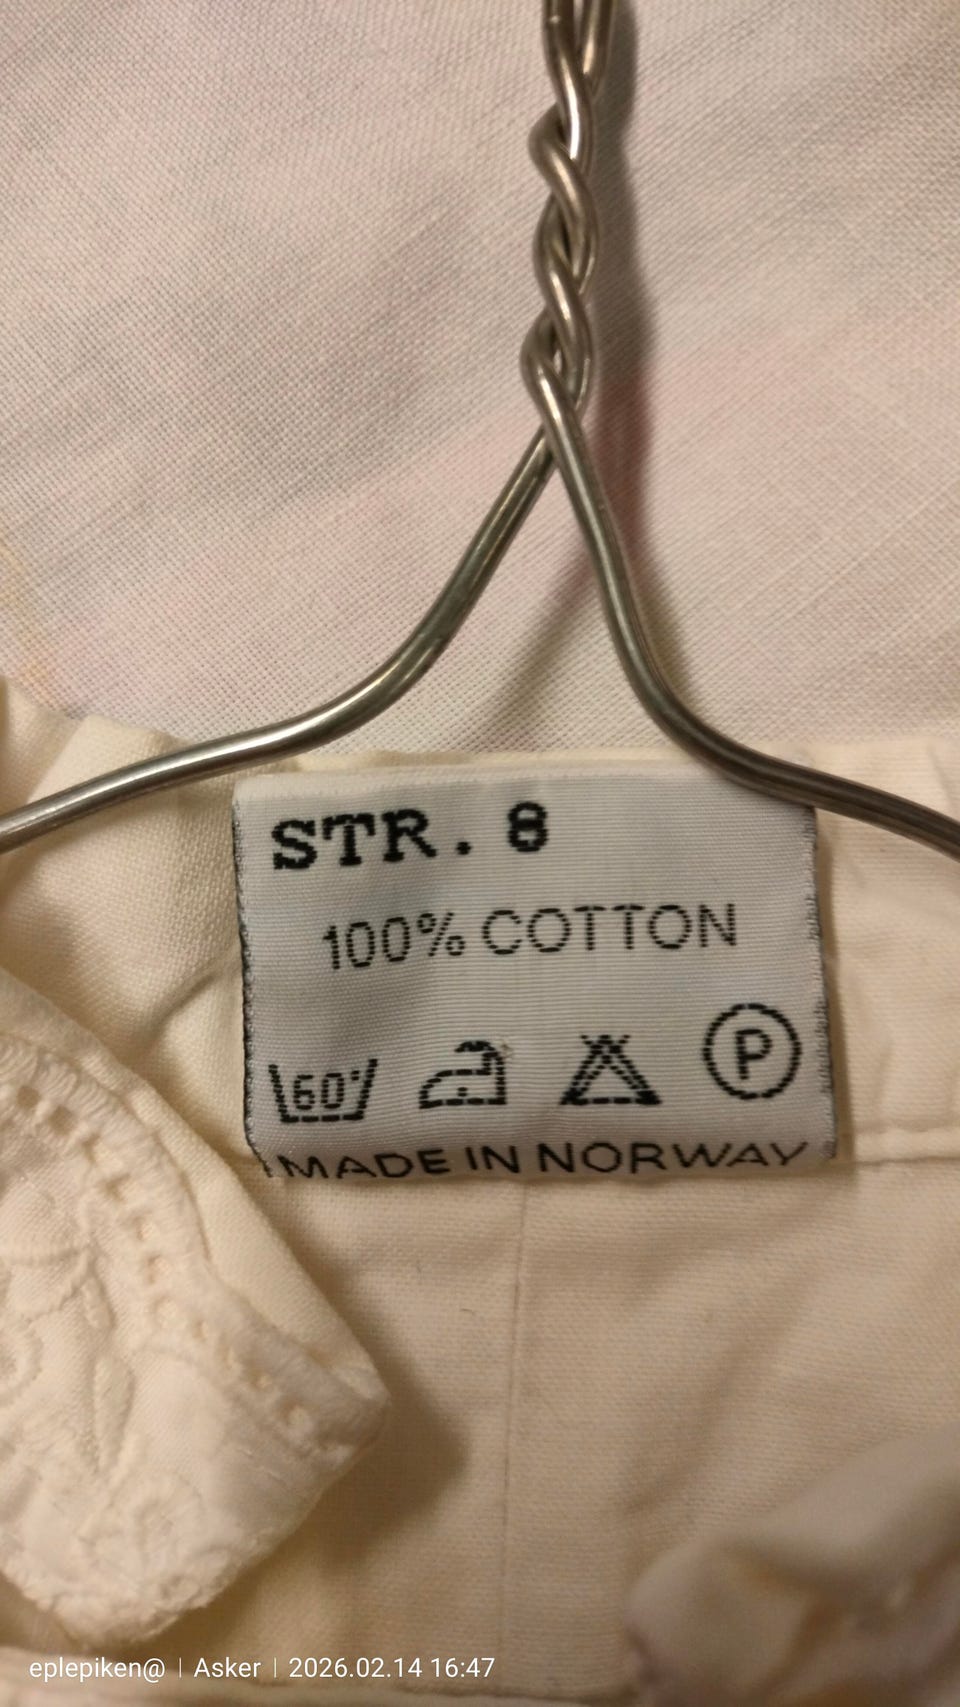 STR. 8
100% COTTON
60° P
MADE IN NORWAY
eplepiken@ | Asker | 2026.02.14 16:47